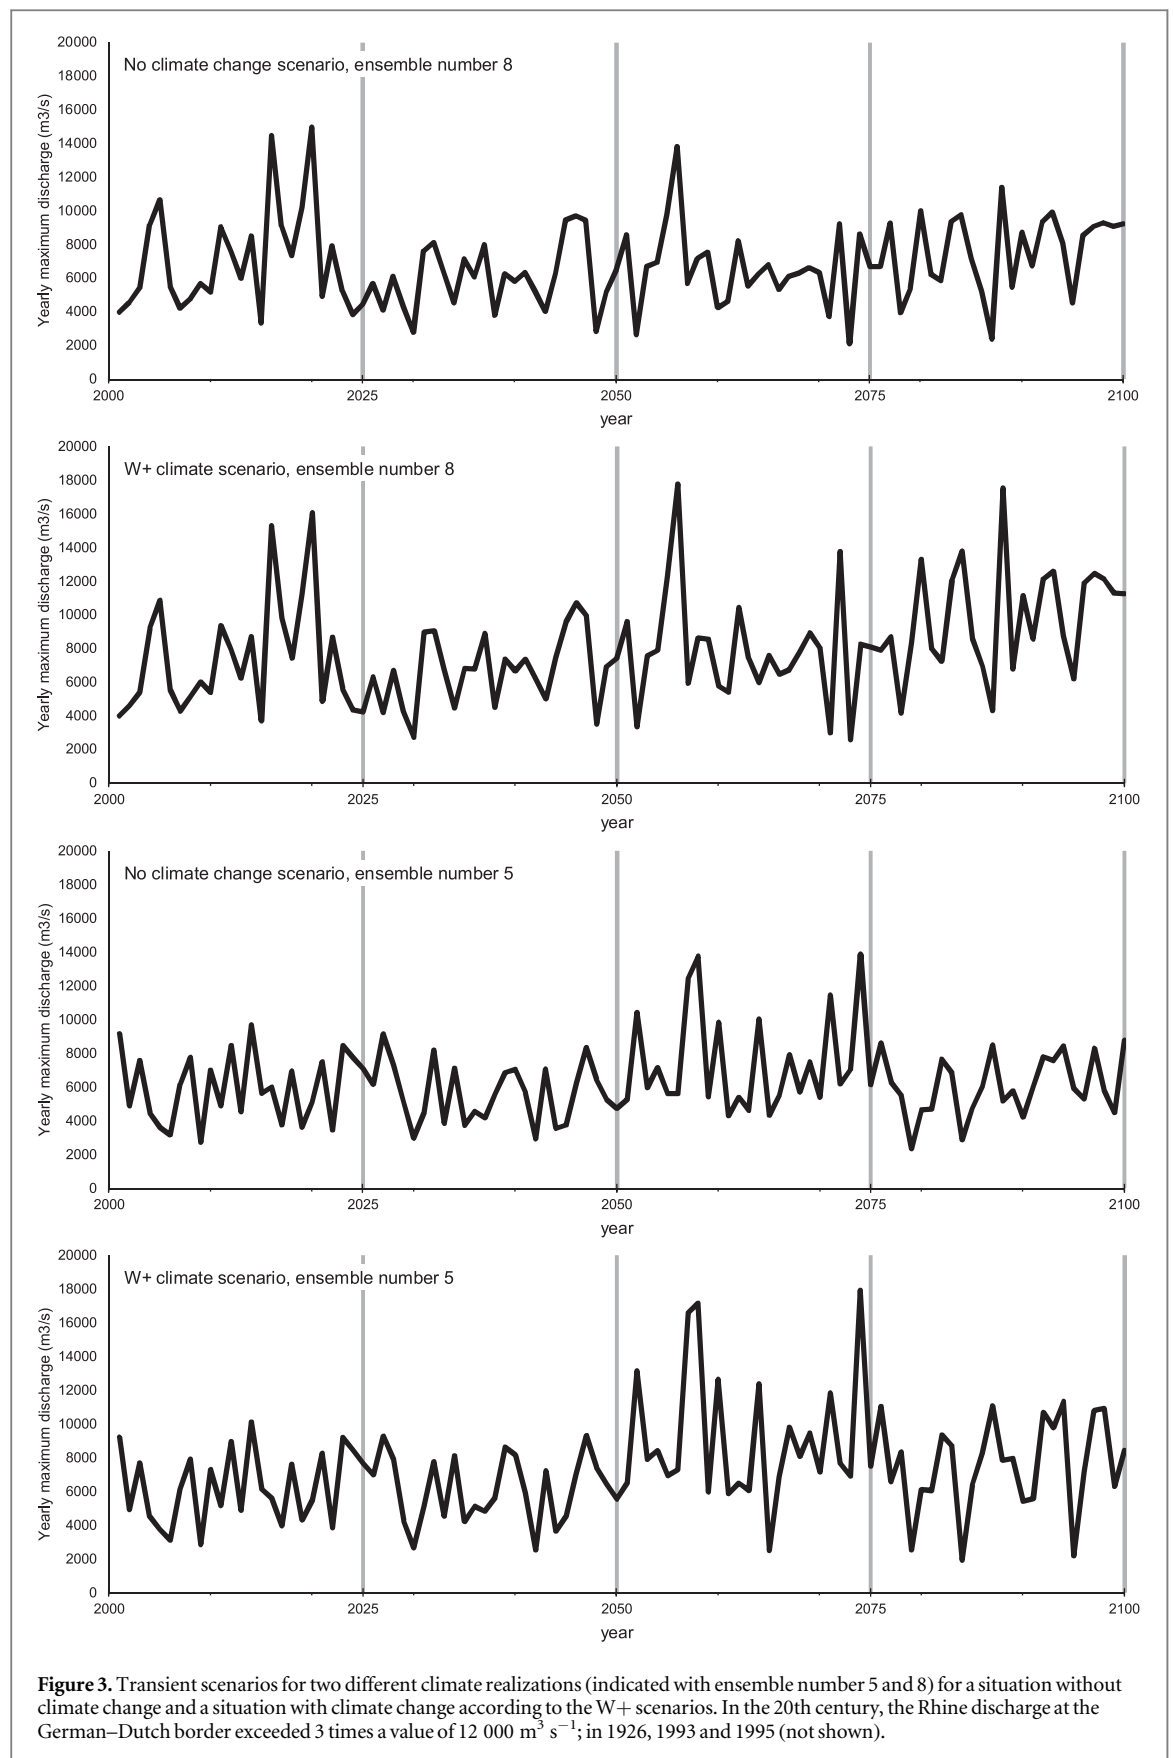 20000
18000
16000
14000
12000
10000
8000
6000
4000
2000
0
Yearly maximum discharge (m3/s)
No climate change scenario, ensemble number 8
2000 2025 2050 2075 2100
year
20000
18000
16000
14000
12000
10000
8000
6000
4000
2000
0
Yearly maximum discharge (m3/s)
W+ climate scenario, ensemble number 8
2000 2025 2050 2075 2100
year
20000
18000
16000
14000
12000
10000
8000
6000
4000
2000
0
Yearly maximum discharge (m3/s)
No climate change scenario, ensemble number 5
2000 2025 2050 2075 2100
year
20000
18000
16000
14000
12000
10000
8000
6000
4000
2000
0
Yearly maximum discharge (m3/s)
W+ climate scenario, ensemble number 5
2000 2025 2050 2075 2100
year
Figure 3. Transient scenarios for two different climate realizations (indicated with ensemble number 5 and 8) for a situation without
climate change and a situation with climate change according to the W+ scenarios. In the 20th century, the Rhine discharge at the
German–Dutch border exceeded 3 times a value of 12 000 m³ s⁻¹; in 1926, 1993 and 1995 (not shown).